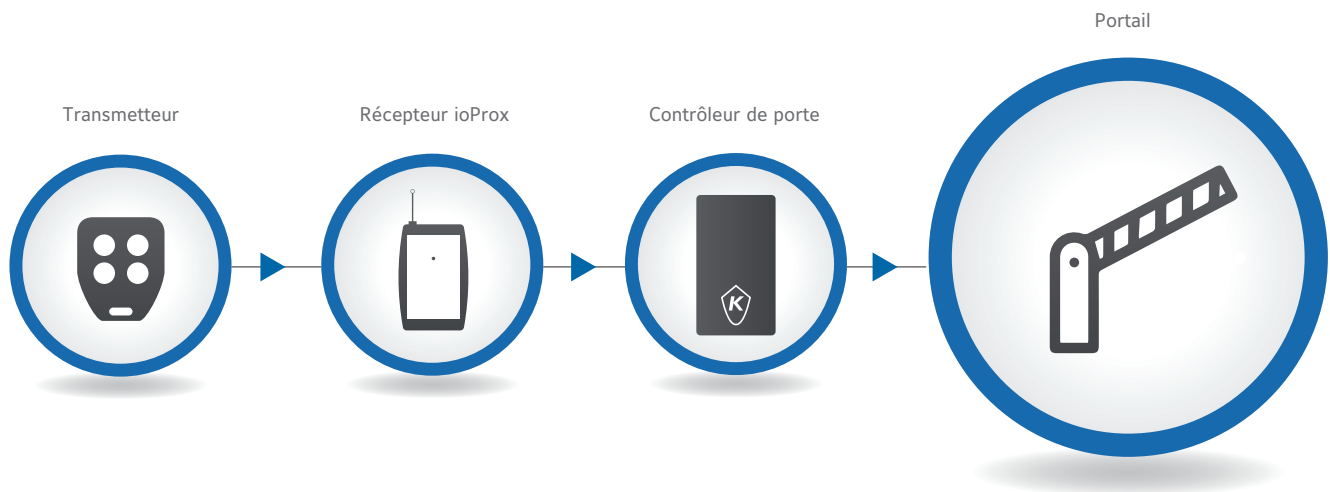 Portail
Transmetteur
Récepteur ioProx
Contrôleur de porte
K